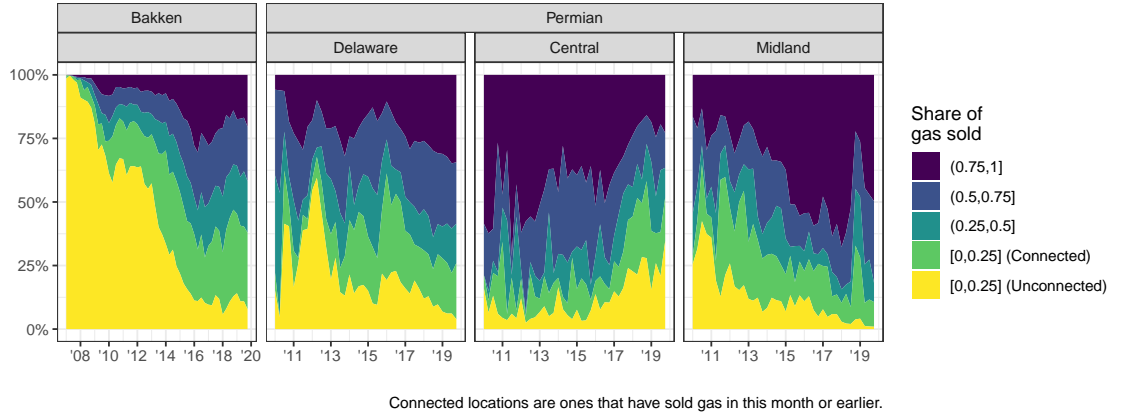 Bakken
Permian
Delaware
Central
Midland
100%
75%
50%
25%
0%
'08 '10 '12 '14 '16 '18 '20
'11 '13 '15 '17 '19
'11 '13 '15 '17 '19
'11 '13 '15 '17 '19
Share of
gas sold
(0.75,1]
(0.5,0.75]
(0.25,0.5]
[0,0.25] (Connected)
[0,0.25] (Unconnected)
Connected locations are ones that have sold gas in this month or earlier.